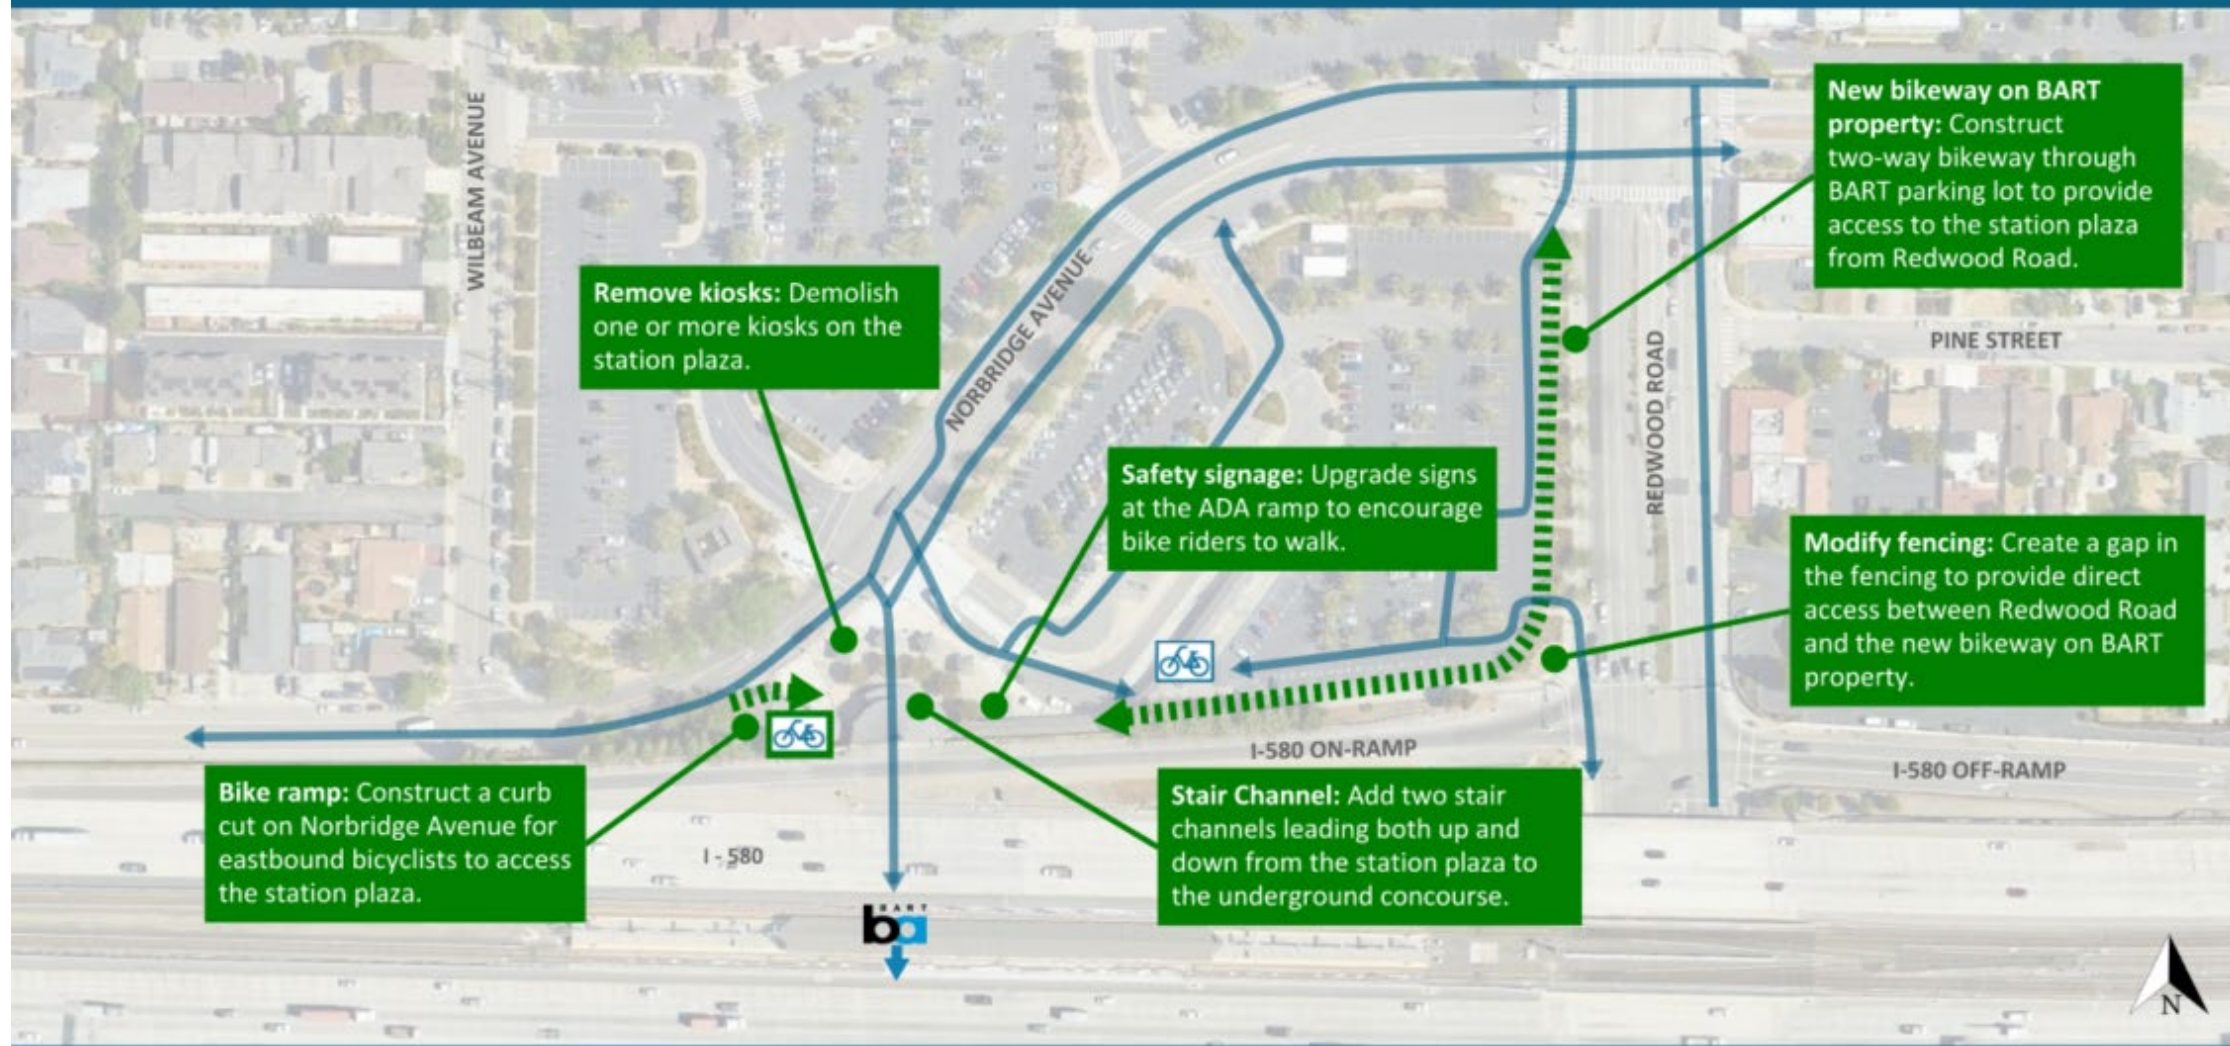 WILBEAM AVENUE
New bikeway on BART
property: Construct
two-way bikeway through
BART parking lot to provide
access to the station plaza
from Redwood Road.
Remove kiosks: Demolish
one or more kiosks on the
station plaza.
NORBRIDGE AVENUE
PINE STREET
REDWOOD ROAD
Safety signage: Upgrade signs
at the ADA ramp to encourage
bike riders to walk.
Modify fencing: Create a gap in
the fencing to provide direct
access between Redwood Road
and the new bikeway on BART
property.
I-580 ON-RAMP
I-580 OFF-RAMP
Bike ramp: Construct a curb
cut on Norbridge Avenue for
eastbound bicyclists to access
the station plaza.
Stair Channel: Add two stair
channels leading both up and
down from the station plaza to
the underground concourse.
I - 580
BART
ba
N